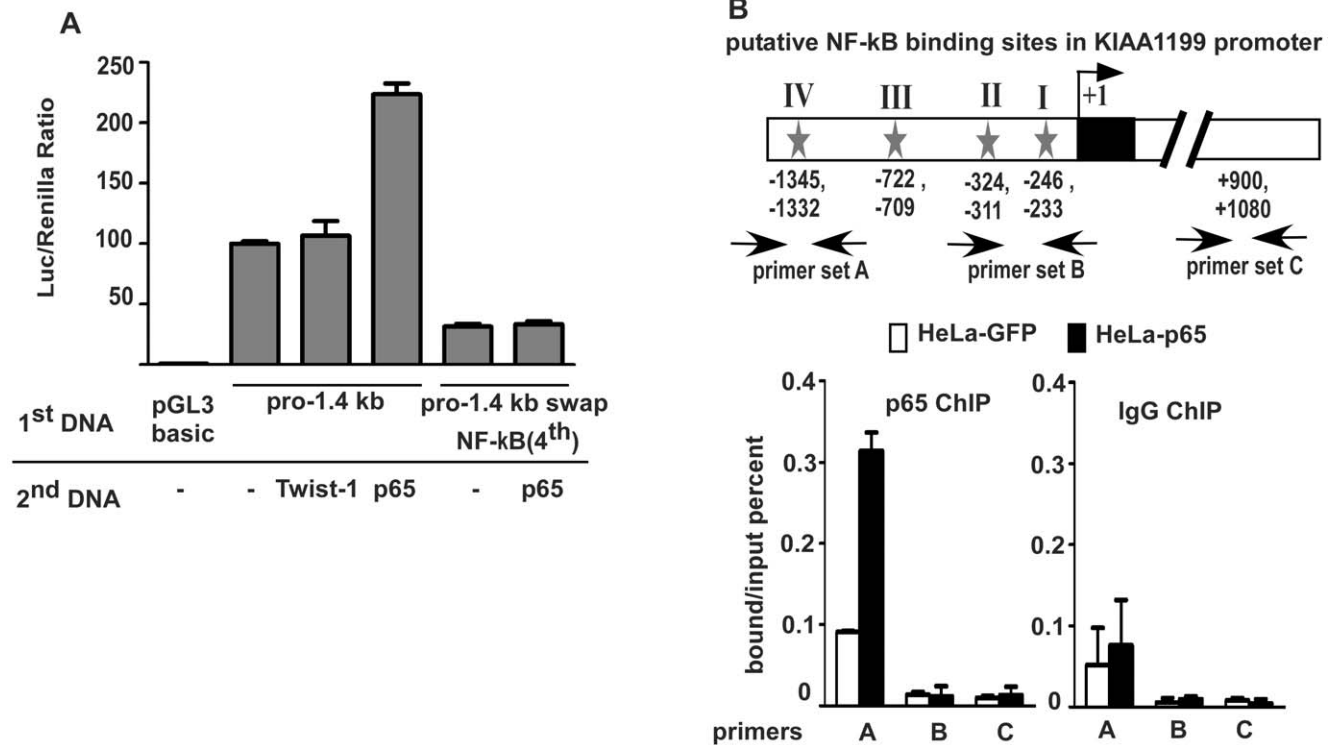 A
Luc/Renilla Ratio
250
200
150
100
50
1st DNA
pGL3
basic
pro-1.4 kb
pro-1.4 kb swap
NF-kB(4th)
2nd DNA
-
-
Twist-1
p65
-
p65
B
putative NF-kB binding sites in KIAA1199 promoter
IV
III
II
I
+1
-1345,
-1332
-722 ,
-709
-324,
-311
-246 ,
-233
+900,
+1080
primer set A
primer set B
primer set C
HeLa-GFP
HeLa-p65
bound/input percent
0.4
0.3
0.2
0.1
0
p65 ChIP
0.4
0.3
0.2
0.1
0
IgG ChIP
primers
A
B
C
A
B
C